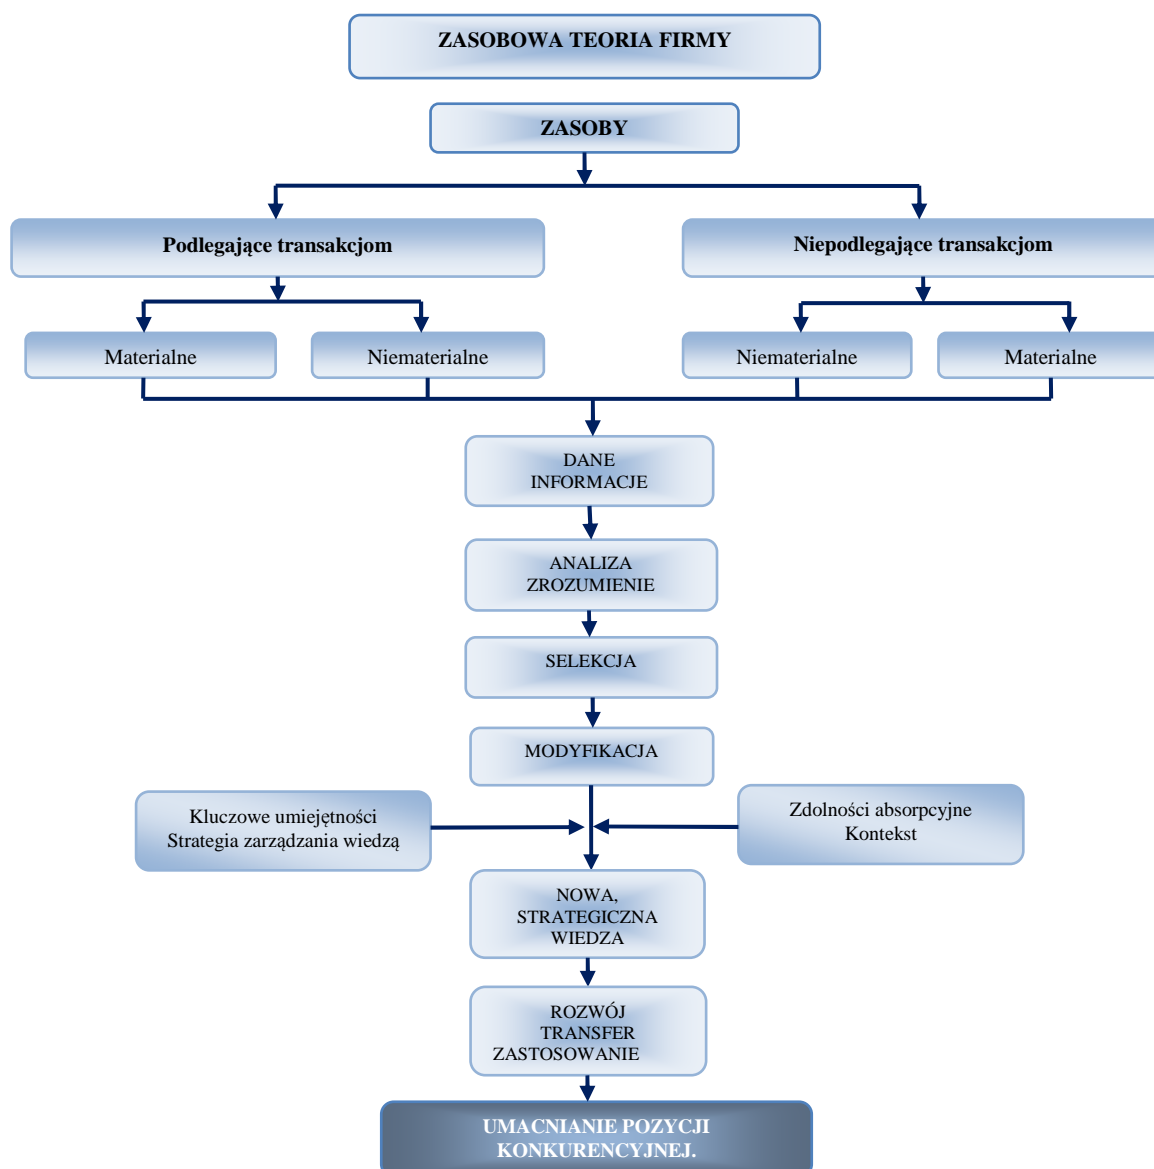 ZASOBOWA TEORIA FIRMY
ZASOBY
Podlegające transakcjom
Niepodlegające transakcjom
Materialne
Niematerialne
Niematerialne
Materialne
DANE
INFORMACJE
ANALIZA
ZROZUMIENIE
SELEKCJA
MODYFIKACJA
Kluczowe umiejętności
Strategia zarządzania wiedzą
Zdolności absorpcyjne
Kontekst
NOWA,
STRATEGICZNA
WIEDZA
ROZWÓJ
TRANSFER
ZASTOSOWANIE
UMACNIANIE POZYCJI
KONKURENCYJNEJ.